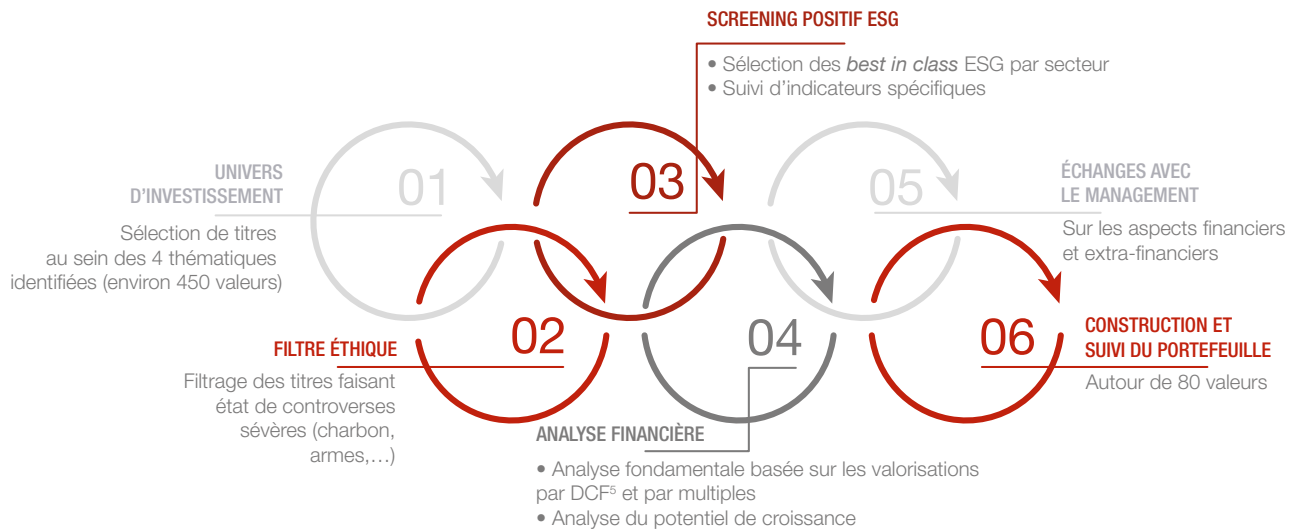 01
UNIVERS
D'INVESTISSEMENT
Sélection de titres
au sein des 4 thématiques
identifiées (environ 450 valeurs)
02
FILTRE ÉTHIQUE
Filtrage des titres faisant
état de controverses
sévères (charbon,
armes,…)
SCREENING POSITIF ESG
• Sélection des best in class ESG par secteur
• Suivi d'indicateurs spécifiques
03
04
ANALYSE FINANCIÈRE
• Analyse fondamentale basée sur les valorisations
par DCF⁵ et par multiples
• Analyse du potentiel de croissance
05
ÉCHANGES AVEC
LE MANAGEMENT
Sur les aspects financiers
et extra-financiers
06
CONSTRUCTION ET
SUIVI DU PORTEFEUILLE
Autour de 80 valeurs